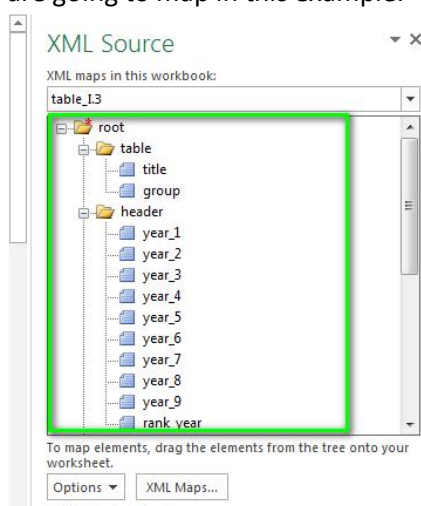 are going to map in this example.
XML Source
XML maps in this workbook:
table_I.3
root
table
title
group
header
year_1
year_2
year_3
year_4
year_5
year_6
year_7
year_8
year_9
rank_year
To map elements, drag the elements from the tree onto your
worksheet.
Options
XML Maps...